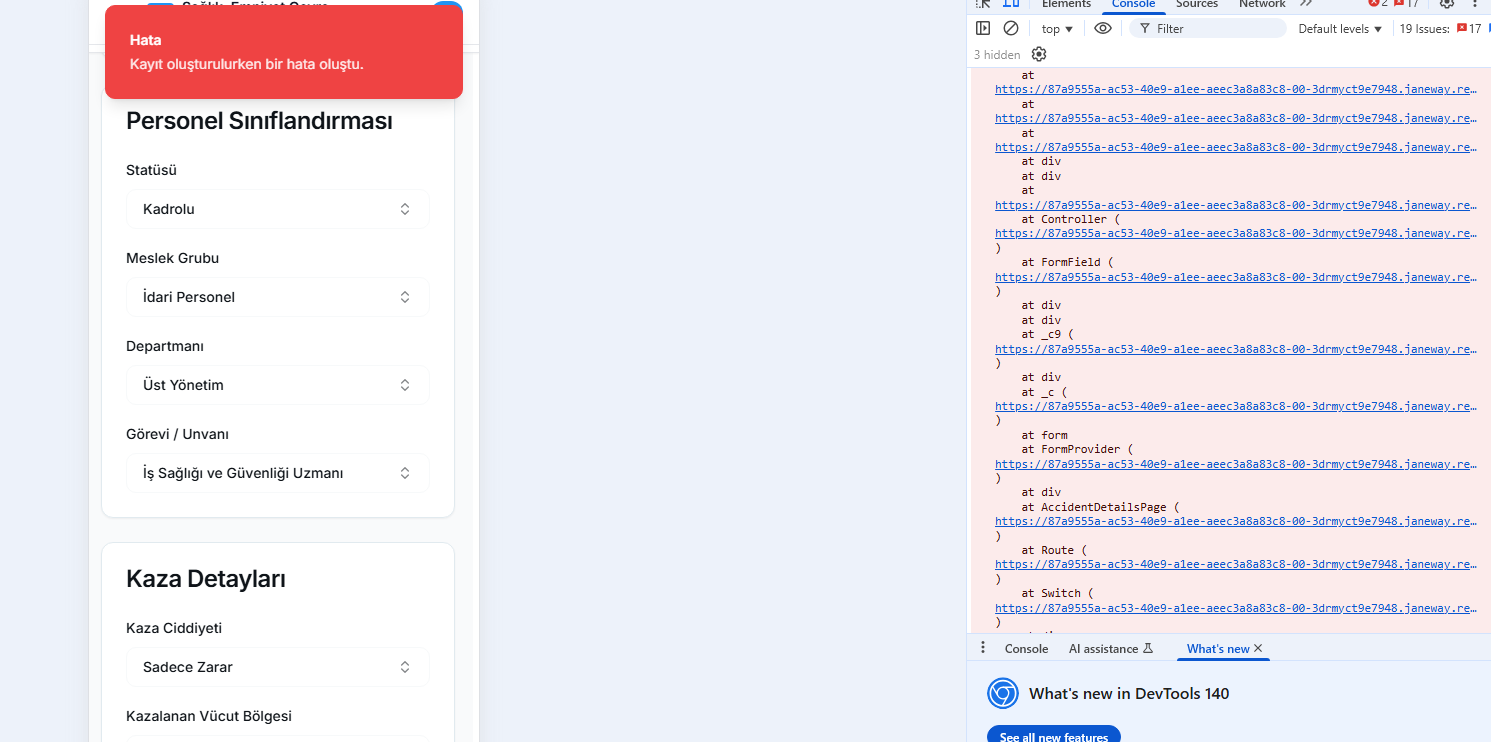 Hata
Kayıt oluşturulurken bir hata oluştu.
Personel Sınıflandırması
Statüsü
Kadrolu
Meslek Grubu
İdari Personel
Departmanı
Üst Yönetim
Görevi / Unvanı
İş Sağlığı ve Güvenliği Uzmanı
Kaza Detayları
Kaza Ciddiyeti
Sadece Zarar
Kazalanan Vücut Bölgesi
Elements Console Sources Network 2 17
top Filter Default levels 19 Issues: 17
3 hidden
at
https://87a9555a-ac53-40e9-a1ee-aeec3a8a83c8-00-3drmyct9e7948.janeway.re…
at
https://87a9555a-ac53-40e9-a1ee-aeec3a8a83c8-00-3drmyct9e7948.janeway.re…
at
https://87a9555a-ac53-40e9-a1ee-aeec3a8a83c8-00-3drmyct9e7948.janeway.re…
at div
at div
at
https://87a9555a-ac53-40e9-a1ee-aeec3a8a83c8-00-3drmyct9e7948.janeway.re…
at Controller (
https://87a9555a-ac53-40e9-a1ee-aeec3a8a83c8-00-3drmyct9e7948.janeway.re…
)
at FormField (
https://87a9555a-ac53-40e9-a1ee-aeec3a8a83c8-00-3drmyct9e7948.janeway.re…
)
at div
at div
at _c9 (
https://87a9555a-ac53-40e9-a1ee-aeec3a8a83c8-00-3drmyct9e7948.janeway.re…
)
at div
at _c (
https://87a9555a-ac53-40e9-a1ee-aeec3a8a83c8-00-3drmyct9e7948.janeway.re…
)
at form
at FormProvider (
https://87a9555a-ac53-40e9-a1ee-aeec3a8a83c8-00-3drmyct9e7948.janeway.re…
)
at div
at AccidentDetailsPage (
https://87a9555a-ac53-40e9-a1ee-aeec3a8a83c8-00-3drmyct9e7948.janeway.re…
)
at Route (
https://87a9555a-ac53-40e9-a1ee-aeec3a8a83c8-00-3drmyct9e7948.janeway.re…
)
at Switch (
https://87a9555a-ac53-40e9-a1ee-aeec3a8a83c8-00-3drmyct9e7948.janeway.re…
)
Console AI assistance What's new
What's new in DevTools 140
See all new features